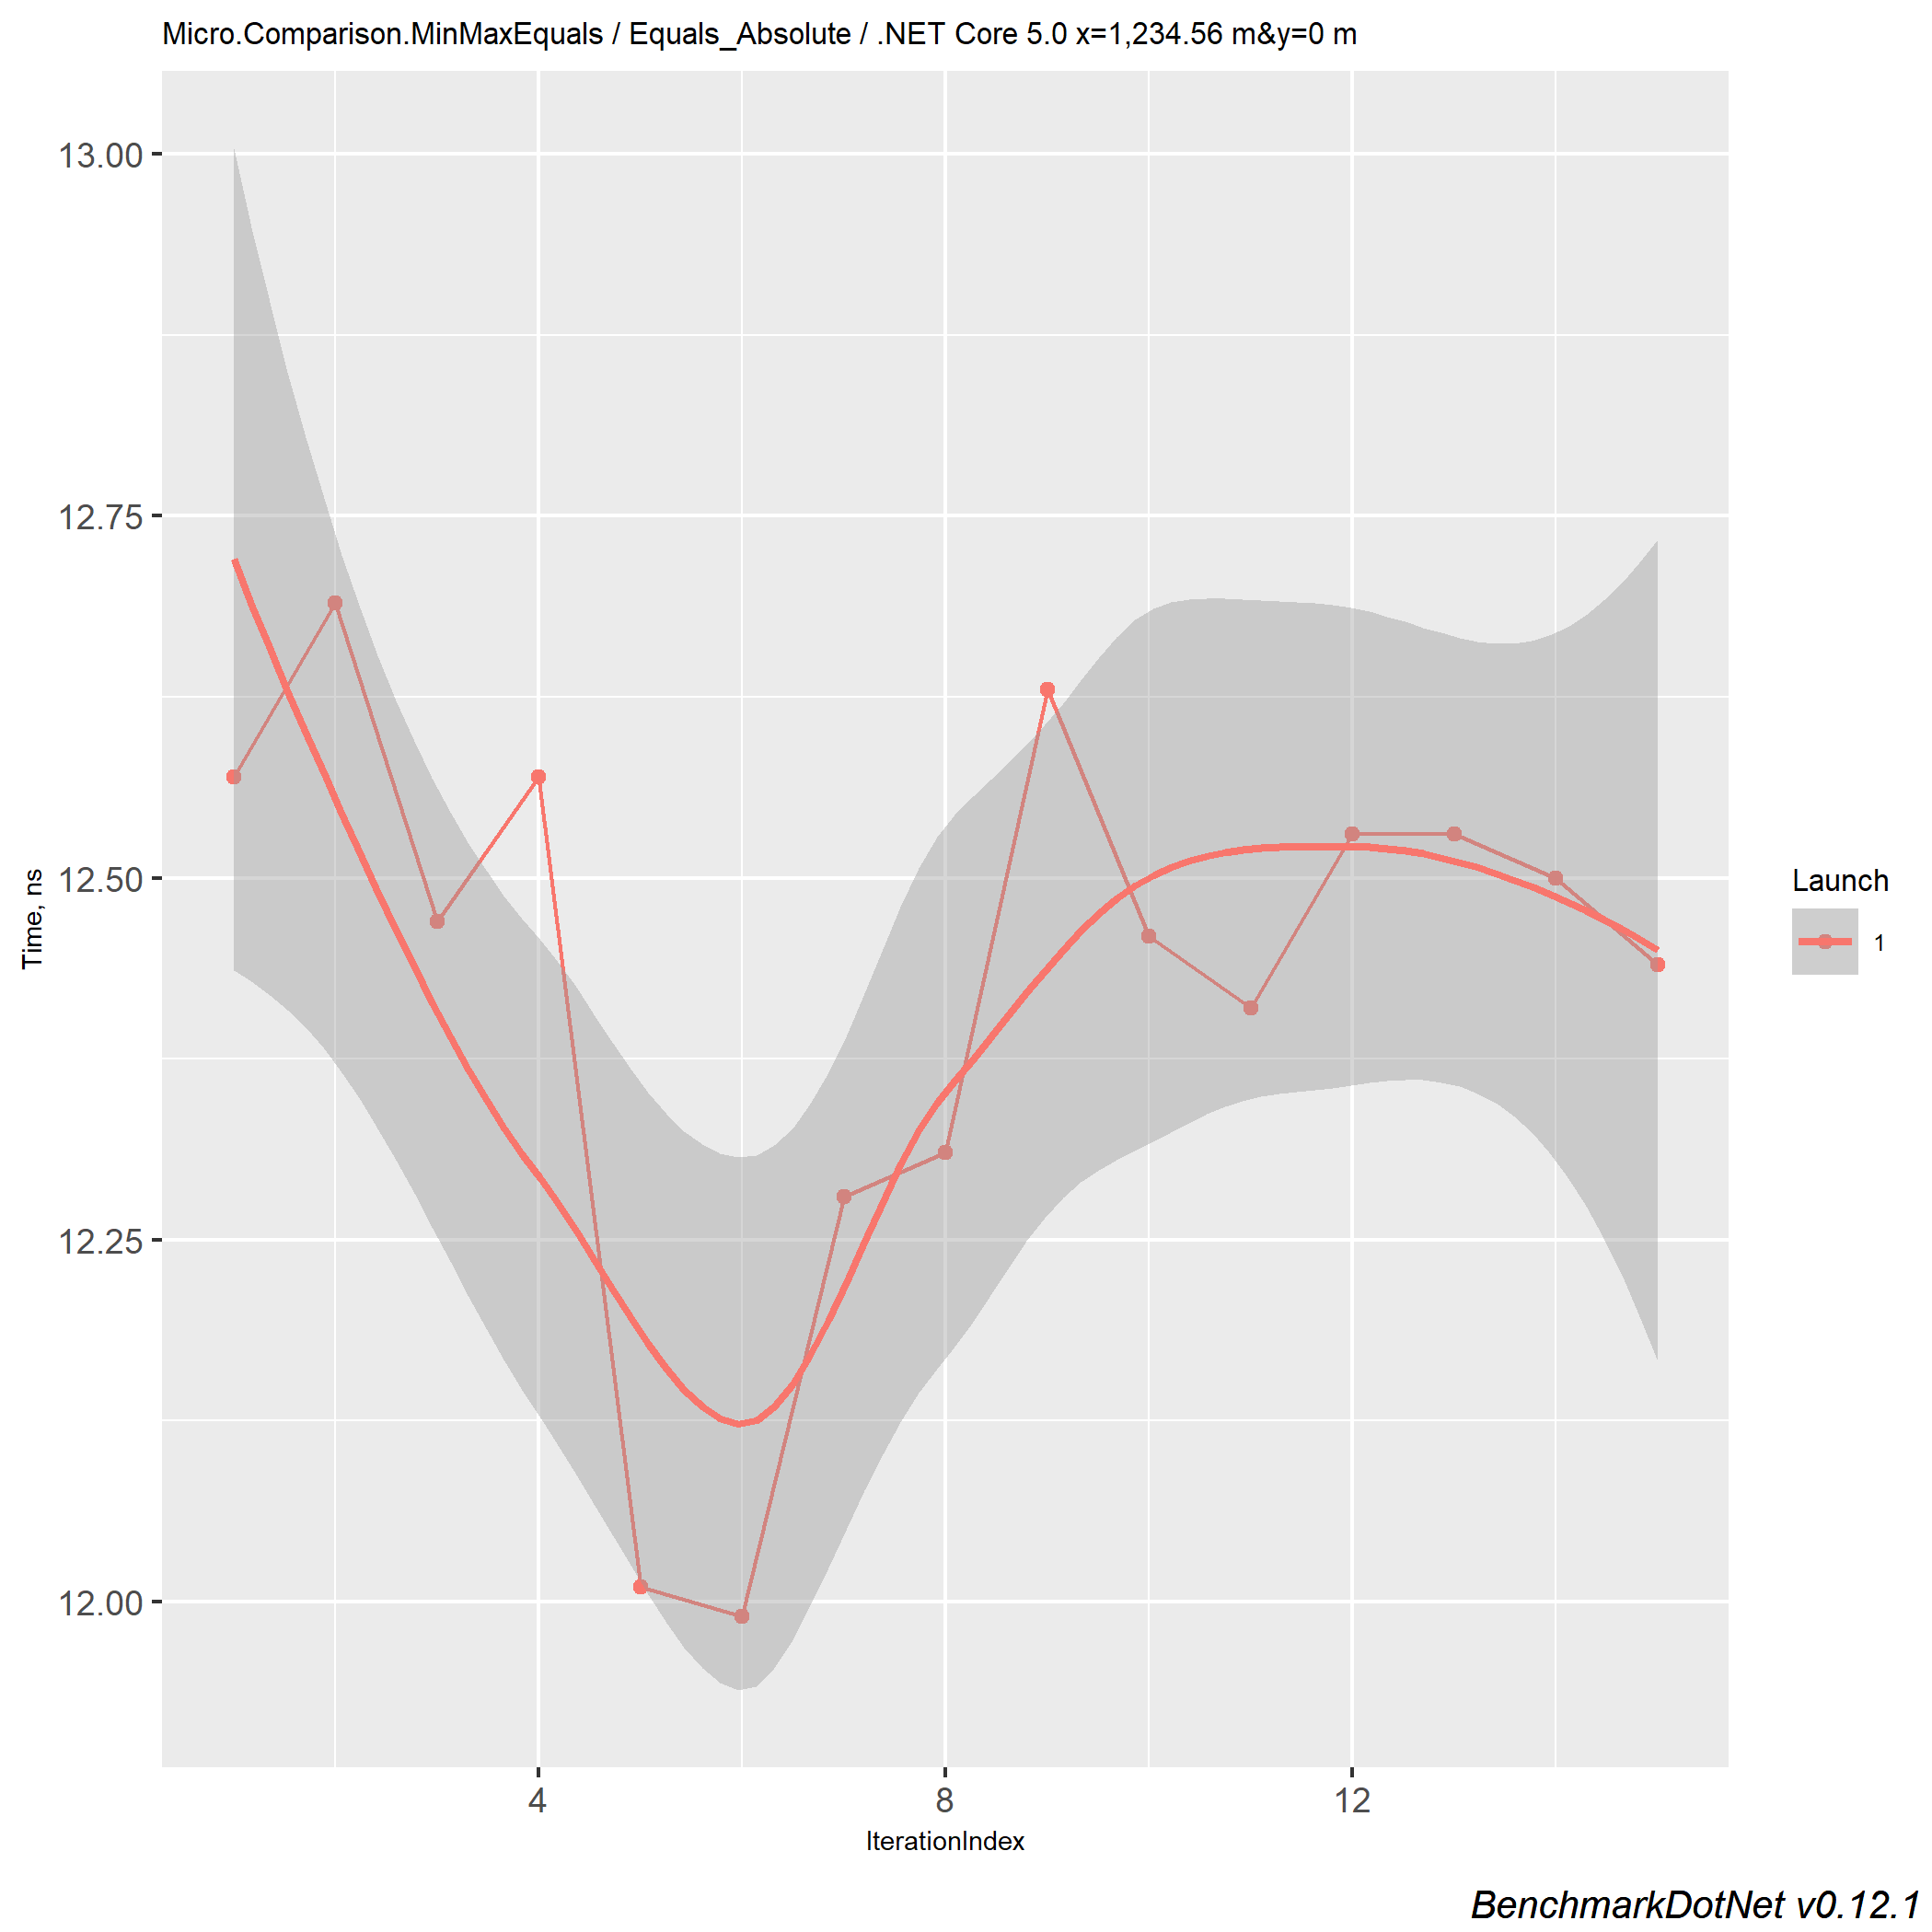 Micro.Comparison.MinMaxEquals / Equals_Absolute / .NET Core 5.0 x=1,234.56 m&y=0 m
13.00
12.75
12.50
12.25
12.00
Time, ns
4 8 12
IterationIndex
Launch
1
BenchmarkDotNet v0.12.1